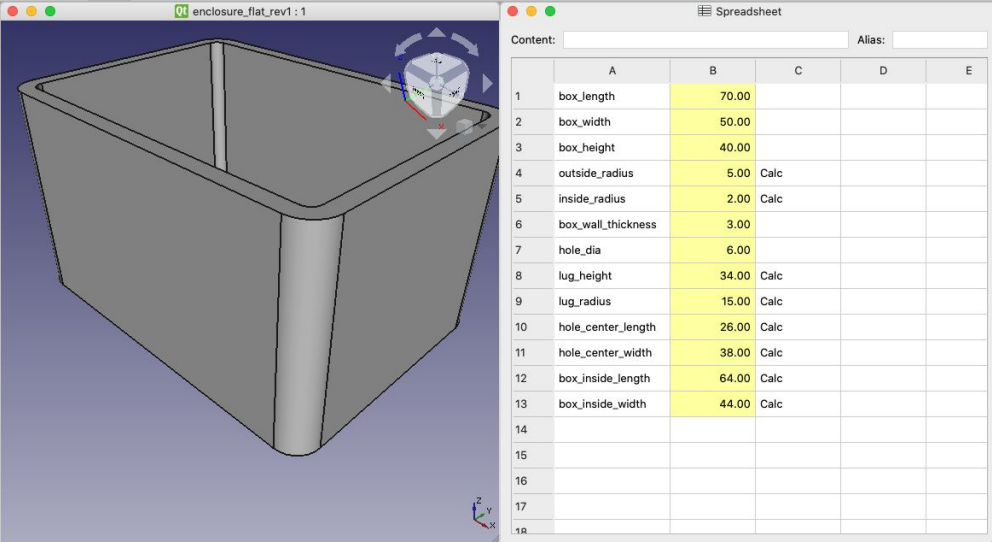 Qt enclosure_flat_rev1 : 1
Spreadsheet
Content:
Alias:
A B C D E
1 box_length 70.00
2 box_width 50.00
3 box_height 40.00
4 outside_radius 5.00 Calc
5 inside_radius 2.00 Calc
6 box_wall_thickness 3.00
7 hole_dia 6.00
8 lug_height 34.00 Calc
9 lug_radius 15.00 Calc
10 hole_center_length 26.00 Calc
11 hole_center_width 38.00 Calc
12 box_inside_length 64.00 Calc
13 box_inside_width 44.00 Calc
14
15
16
17
18
X
Z
Y
X